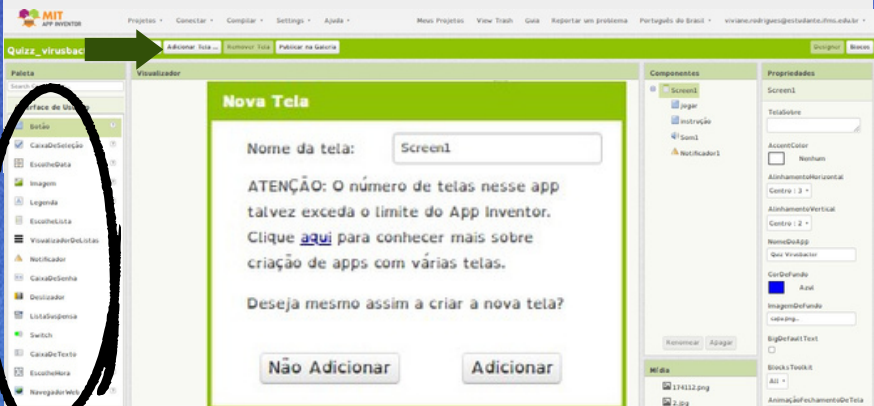 MIT
APP INVENTOR
Projetos Conectar Compilar Settings Ajuda Meus Projetos View Trash Guia Reportar um problema Português do Brasil viviane.rodrigues@estudante.ifms.edu.br
Adicionar Tela ... Remover Tela Publicar na Galeria Designer Blocos
Paleta
Visualizador
Componentes
Propriedades
Botão
CaixaDeSeleção
EscolheData
Imagem
Legenda
EscolheLista
VisualizadorDeListas
Notificador
CaixaDeSenha
Deslizador
ListaSuspensa
Switch
CaixaDeTexto
EscolheHora
NavegadorWeb
Nova Tela
Nome da tela: Screen1
ATENÇÃO: O número de telas nesse app
talvez exceda o limite do App Inventor.
Clique aqui para conhecer mais sobre
criação de apps com várias telas.
Deseja mesmo assim a criar a nova tela?
Não Adicionar Adicionar
Screen1
jogar
instrução
Som1
Notificador1
Renomear Apagar
Mídia
174112.png
2.jpg
Screen1
TelaSobre
AccentColor
Nenhum
AlinhamentoHorizontal
Centro : 3
AlinhamentoVertical
Centro : 2
NomeDoApp
Quiz Virusbacter
CorDeFundo
Azul
ImagemDeFundo
BigDefaultText
BlocksToolkit
All
AnimaçãoFechamentoDeTela